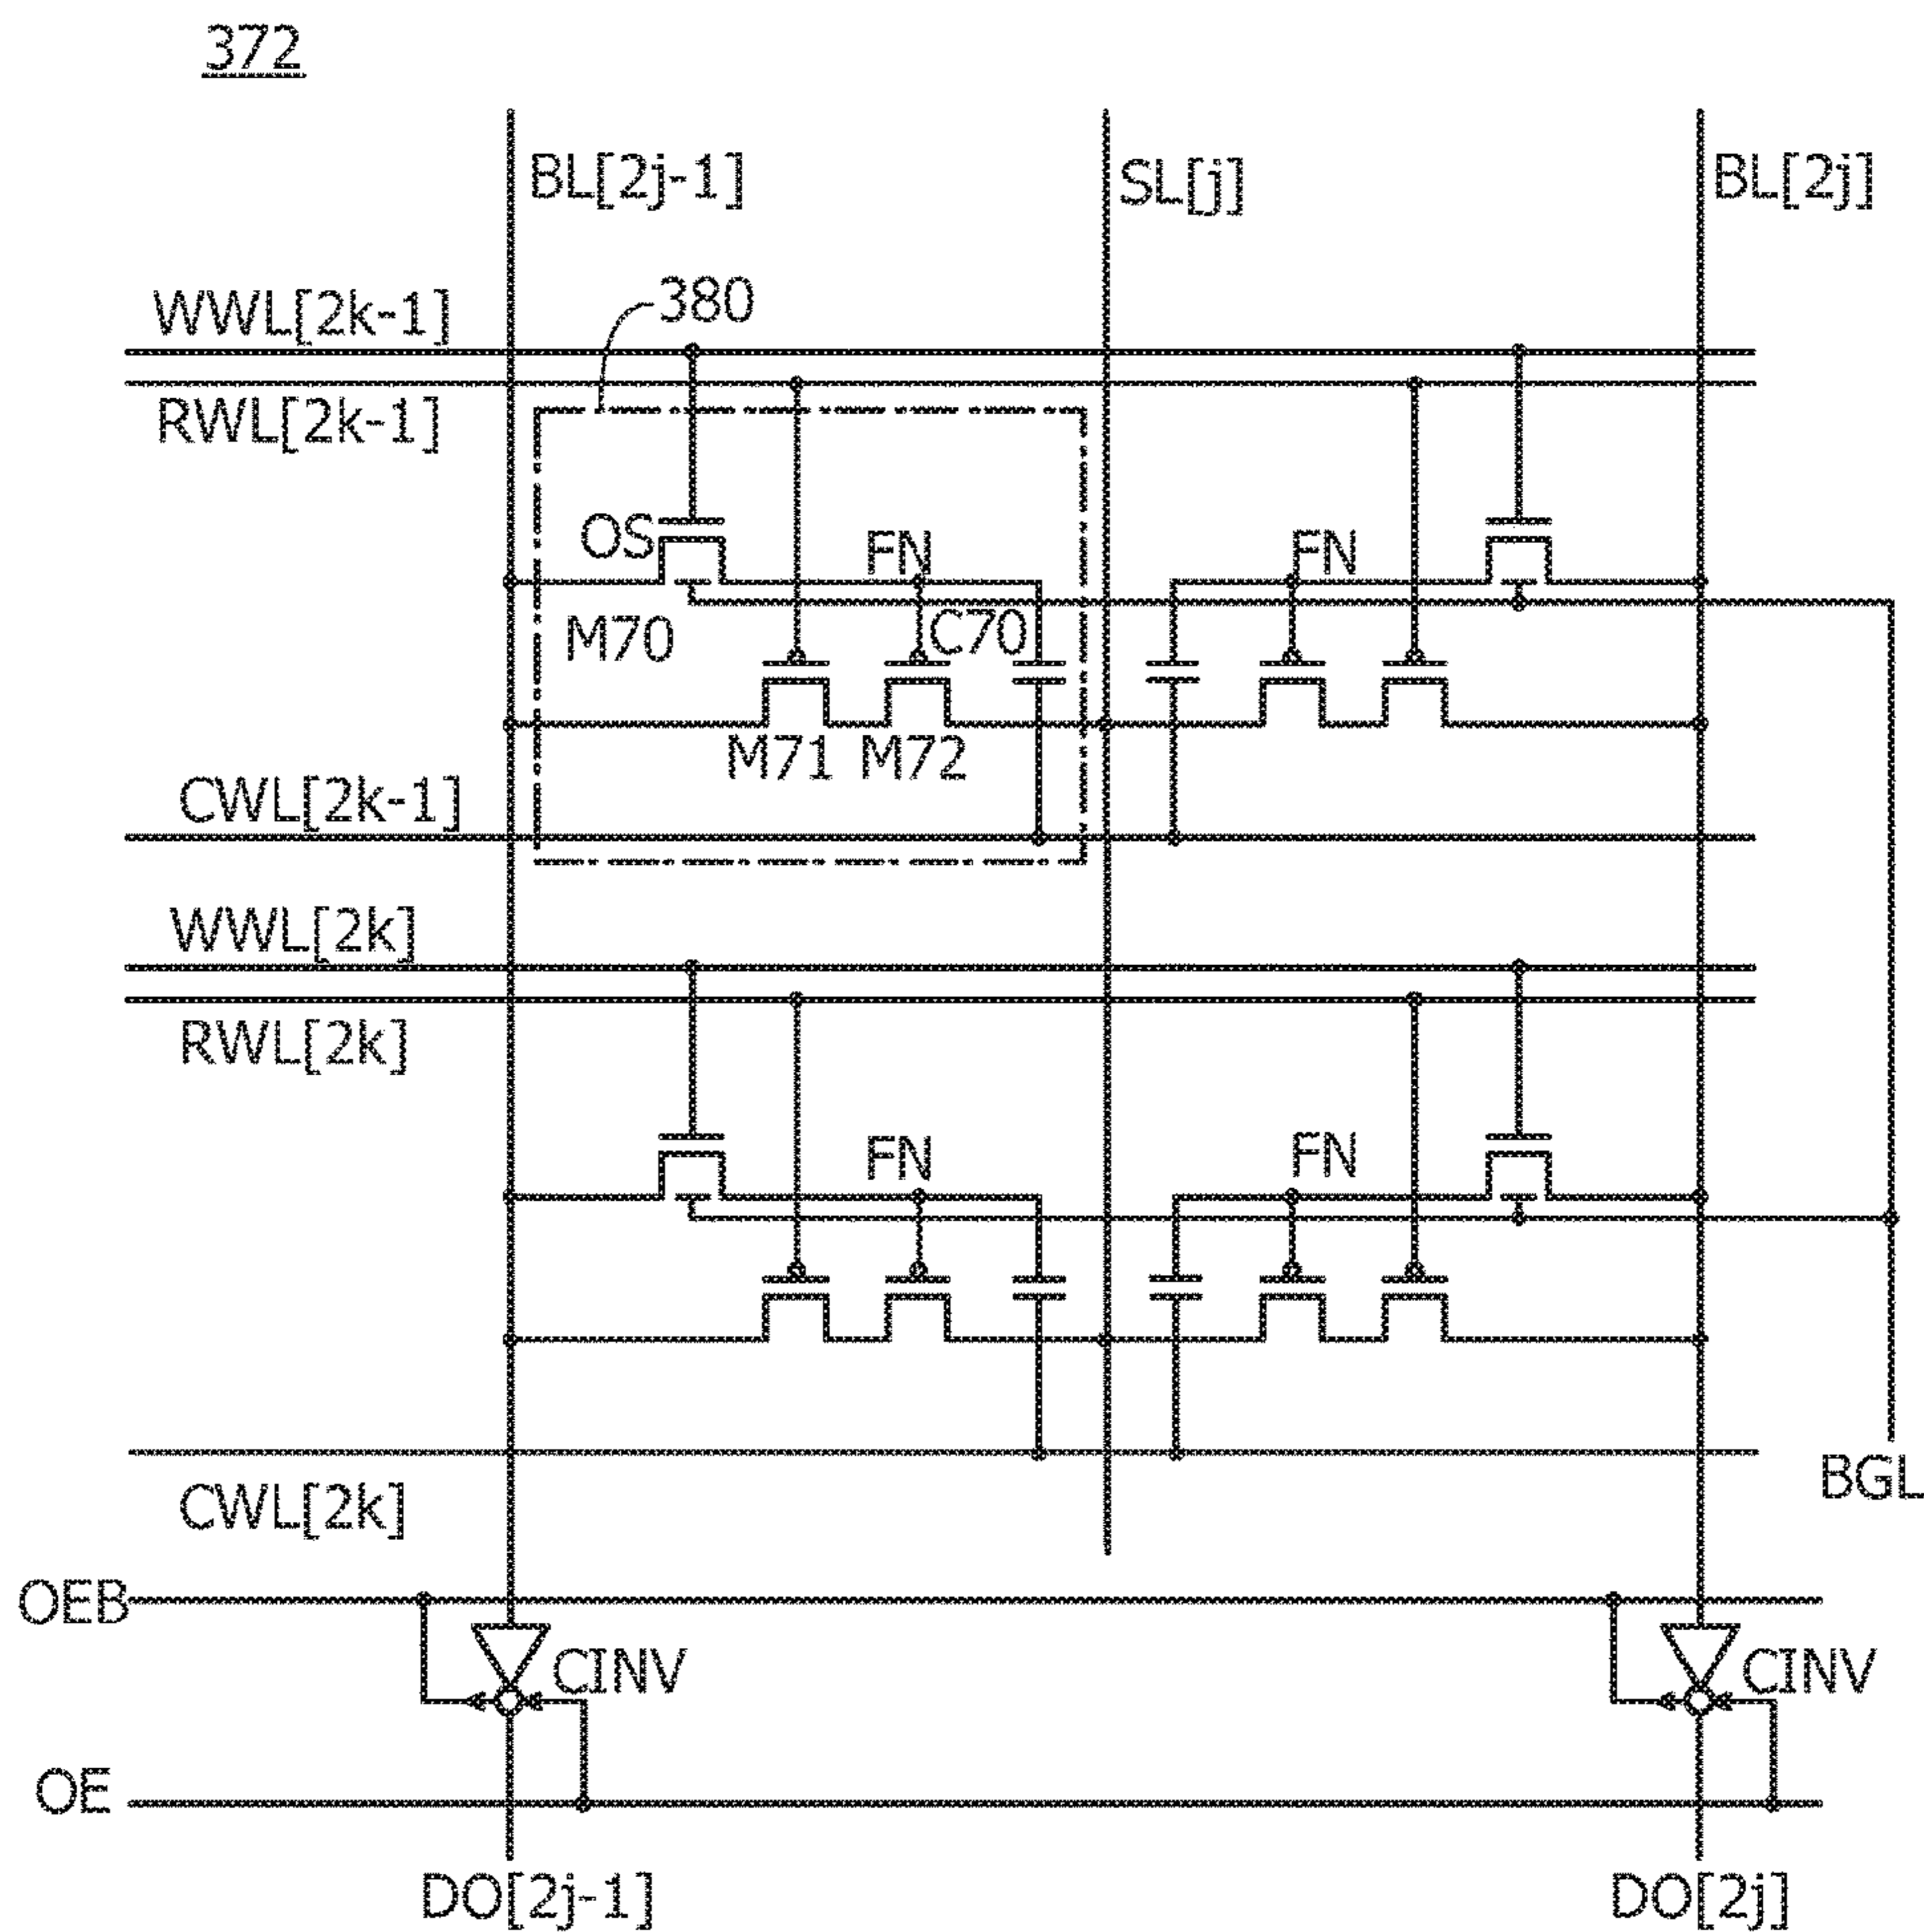 372
BL[2j-1]
SL[j]
BL[2j]
WWL[2k-1]
380
RWL[2k-1]
OS
FN
FN
M70
C70
M71
M72
CWL[2k-1]
WWL[2k]
RWL[2k]
FN
FN
BGL
CWL[2k]
OEB
CINV
CINV
OE
DO[2j-1]
DO[2j]